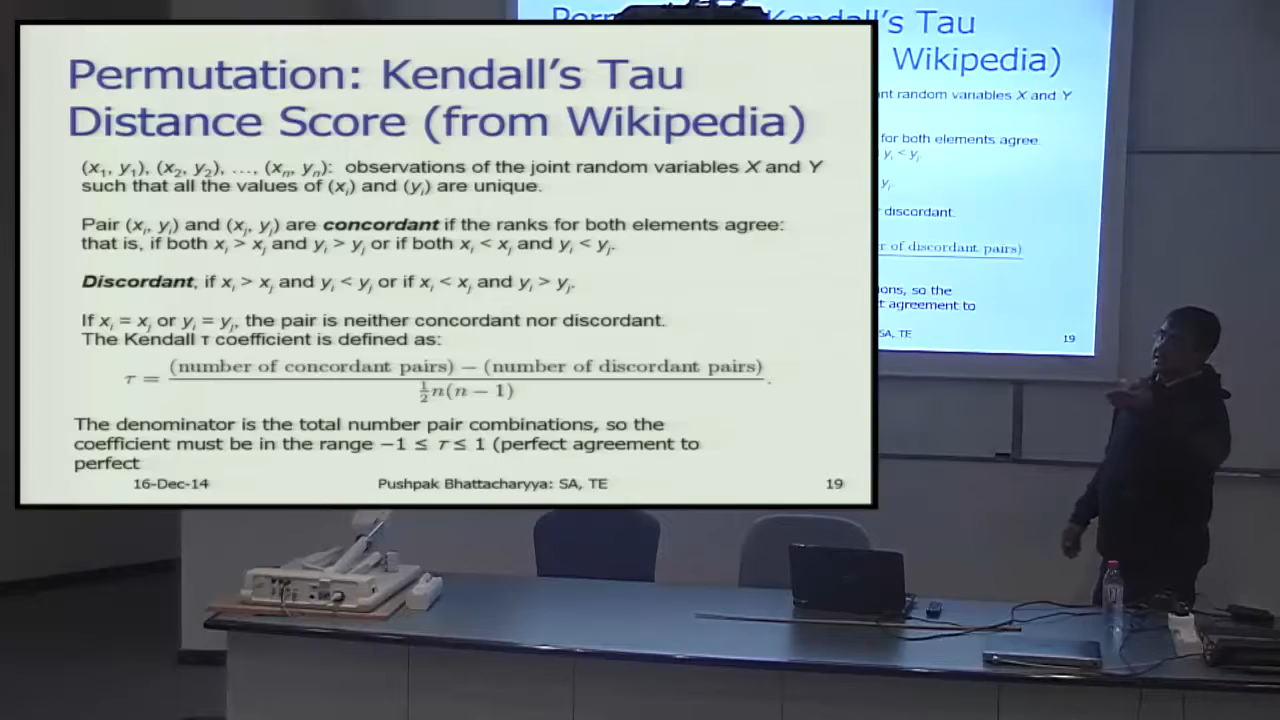 Permutation: Kendall's Tau
Distance Score (from Wikipedia)
(x₁, y₁), (x₂, y₂), …, (xₙ, yₙ): observations of the joint random variables X and Y
such that all the values of (xᵢ) and (yᵢ) are unique.
Pair (xᵢ, yᵢ) and (xⱼ, yⱼ) are concordant if the ranks for both elements agree:
that is, if both xᵢ > xⱼ and yᵢ > yⱼ or if both xᵢ < xⱼ and yᵢ < yⱼ.
Discordant, if xᵢ > xⱼ and yᵢ < yⱼ or if xᵢ < xⱼ and yᵢ > yⱼ.
If xᵢ = xⱼ or yᵢ = yⱼ, the pair is neither concordant nor discordant.
The Kendall τ coefficient is defined as:
τ = (number of concordant pairs) − (number of discordant pairs)
½n(n − 1) .
The denominator is the total number pair combinations, so the
coefficient must be in the range −1 ≤ τ ≤ 1 (perfect agreement to
perfect
16-Dec-14 Pushpak Bhattacharyya: SA, TE 19
Kendall's Tau
Wikipedia)
nt random variables X and Y
for both elements agree:
yᵢ < yⱼ.
yⱼ.
discordant.
r of discordant pairs)
ons, so the
t agreement to
SA, TE 19